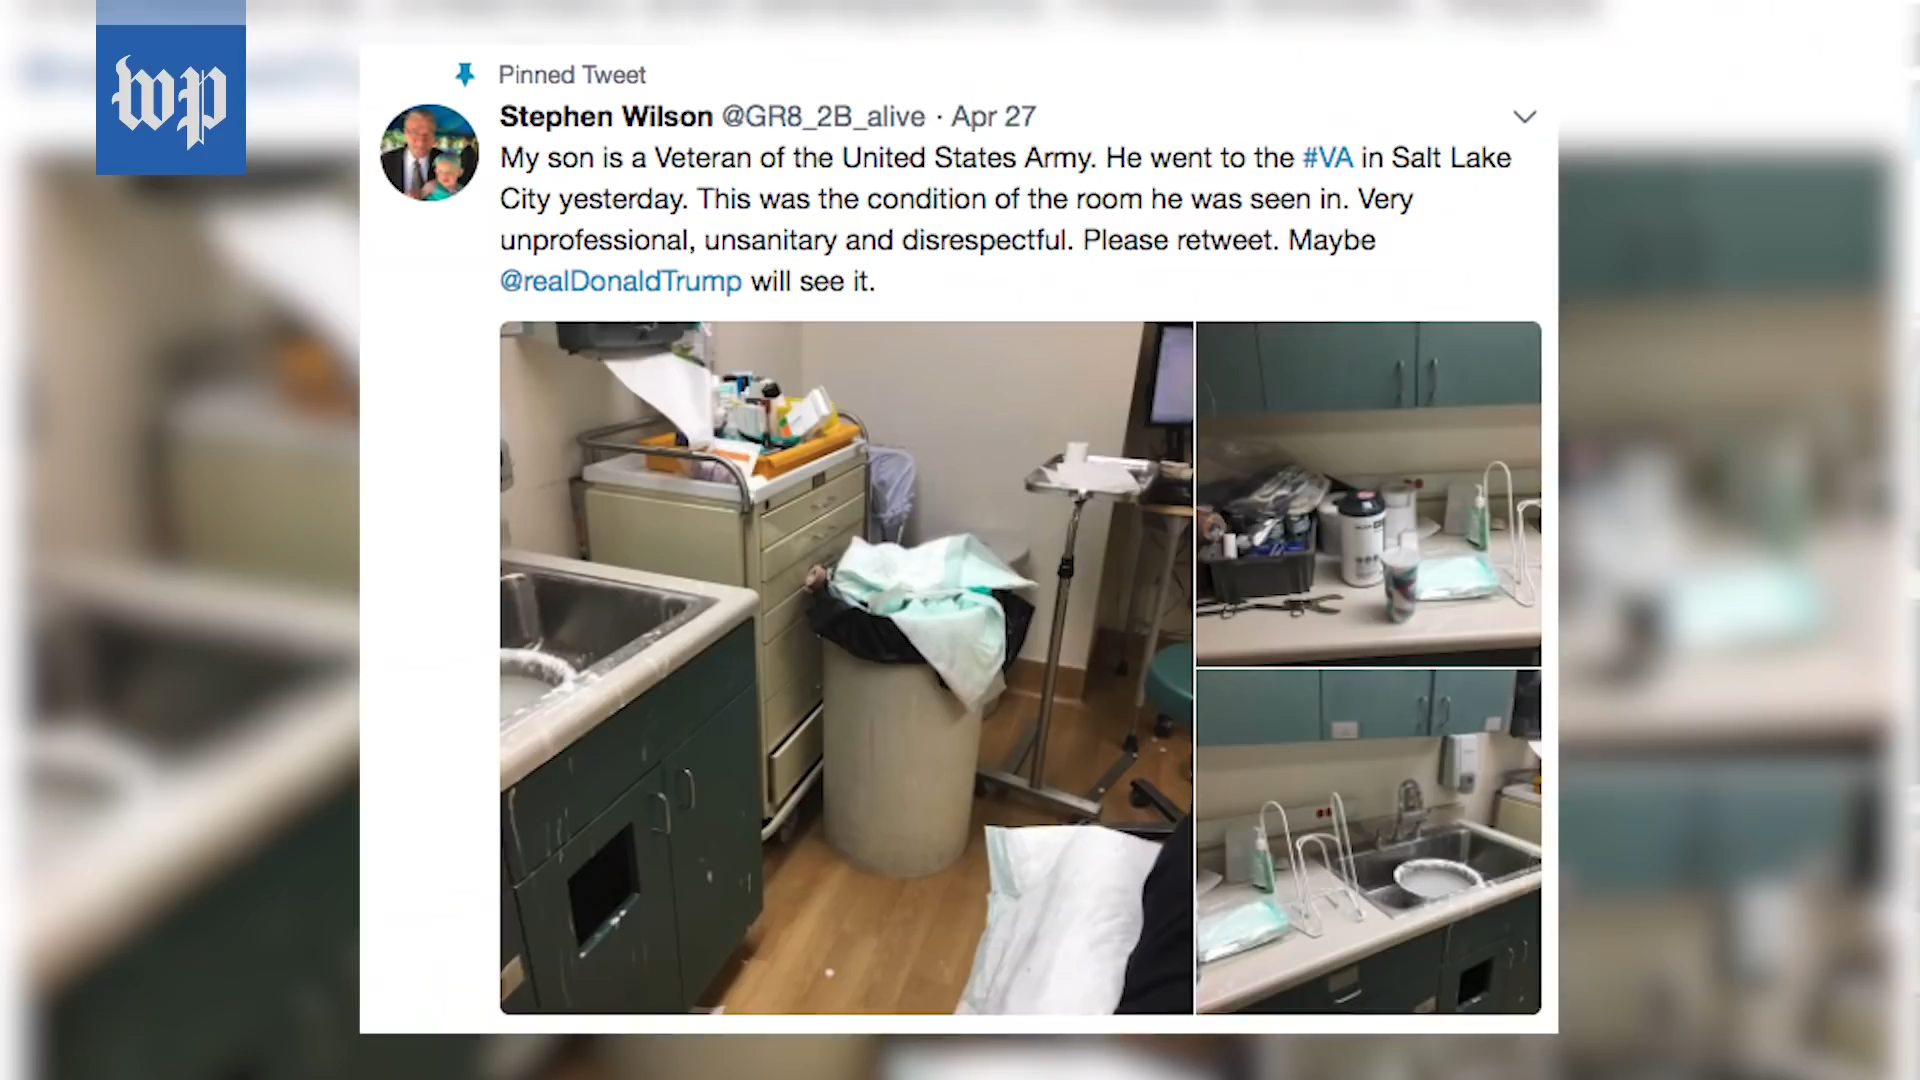 wp
Pinned Tweet
Stephen Wilson @GR8_2B_alive · Apr 27
My son is a Veteran of the United States Army. He went to the #VA in Salt Lake
City yesterday. This was the condition of the room he was seen in. Very
unprofessional, unsanitary and disrespectful. Please retweet. Maybe
@realDonaldTrump will see it.